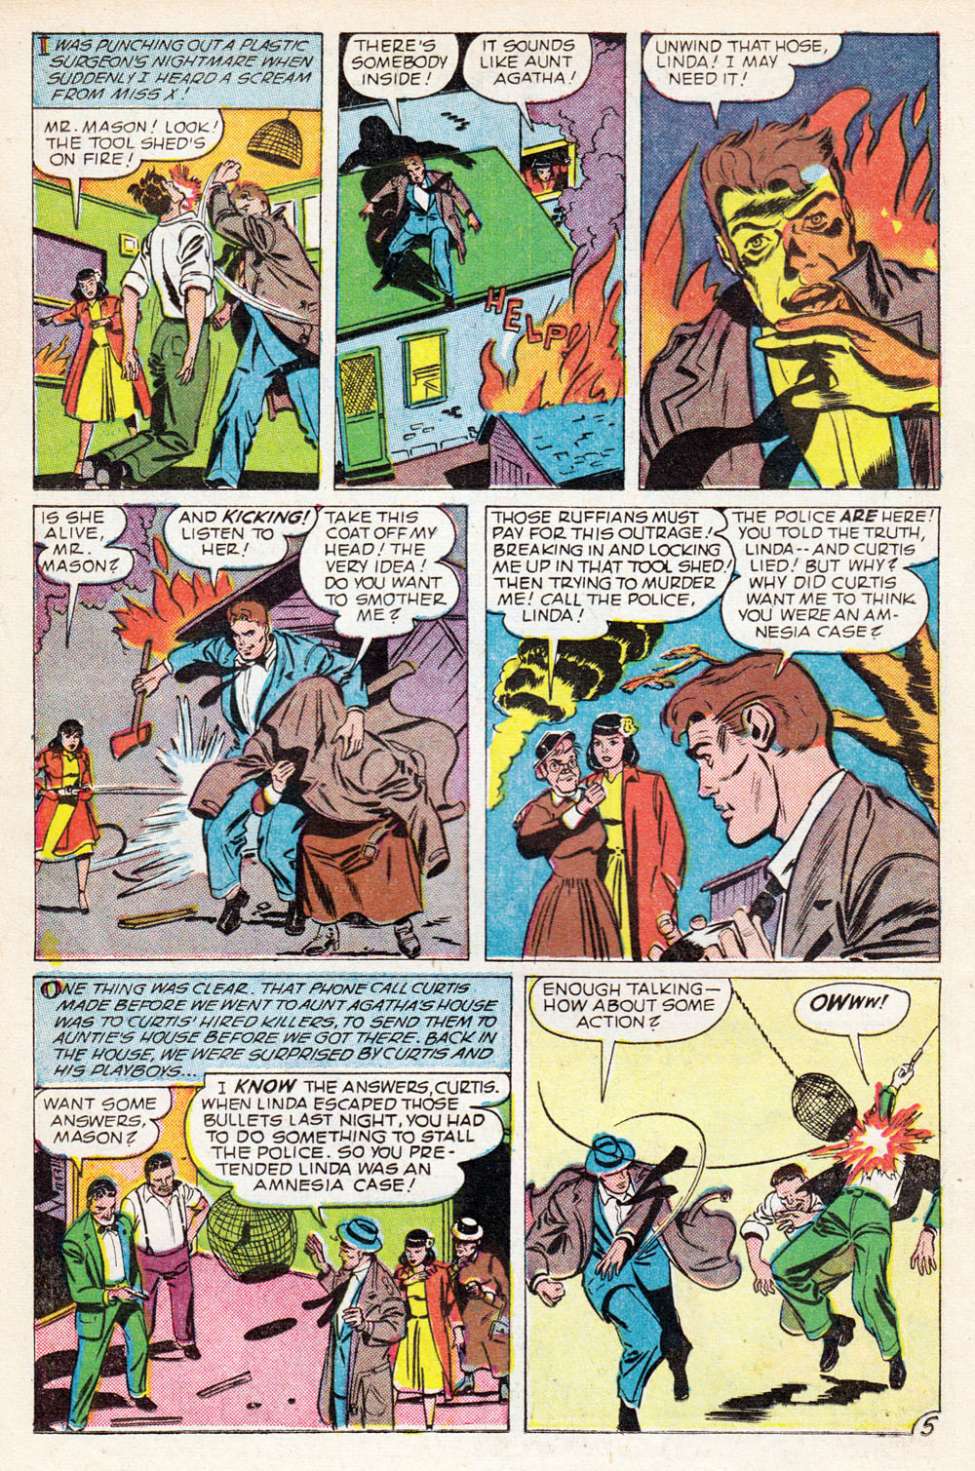 I WAS PUNCHING OUT A PLASTIC
SURGEON'S NIGHTMARE WHEN
SUDDENLY I HEARD A SCREAM
FROM MISS X!
MR. MASON! LOOK!
THE TOOL SHED'S
ON FIRE!
THERE'S
SOMEBODY
INSIDE!
IT SOUNDS
LIKE AUNT
AGATHA!
HELP!
UNWIND THAT HOSE,
LINDA! I MAY
NEED IT!
IS SHE
ALIVE,
MR.
MASON?
AND KICKING!
LISTEN TO
HER!
TAKE THIS
COAT OFF MY
HEAD! THE
VERY IDEA!
DO YOU WANT
TO SMOTHER
ME?
THOSE RUFFIANS MUST
PAY FOR THIS OUTRAGE!
BREAKING IN AND LOCKING
ME UP IN THAT TOOL SHED!
THEN TRYING TO MURDER
ME! CALL THE POLICE,
LINDA!
THE POLICE ARE HERE!
YOU TOLD THE TRUTH,
LINDA-- AND CURTIS
LIED! BUT WHY?
WHY DID CURTIS
WANT ME TO THINK
YOU WERE AN AM-
NESIA CASE?
ONE THING WAS CLEAR. THAT PHONE CALL CURTIS
MADE BEFORE WE WENT TO AUNT AGATHA'S HOUSE
WAS TO CURTIS' HIRED KILLERS, TO SEND THEM TO
AUNTIE'S HOUSE BEFORE WE GOT THERE. BACK IN
THE HOUSE, WE WERE SURPRISED BY CURTIS AND
HIS PLAYBOYS...
WANT SOME
ANSWERS,
MASON?
I KNOW THE ANSWERS, CURTIS.
WHEN LINDA ESCAPED THOSE
BULLETS LAST NIGHT, YOU HAD
TO DO SOMETHING TO STALL
THE POLICE. SO YOU PRE-
TENDED LINDA WAS AN
AMNESIA CASE!
ENOUGH TALKING—
HOW ABOUT SOME
ACTION?
OWWW!
5